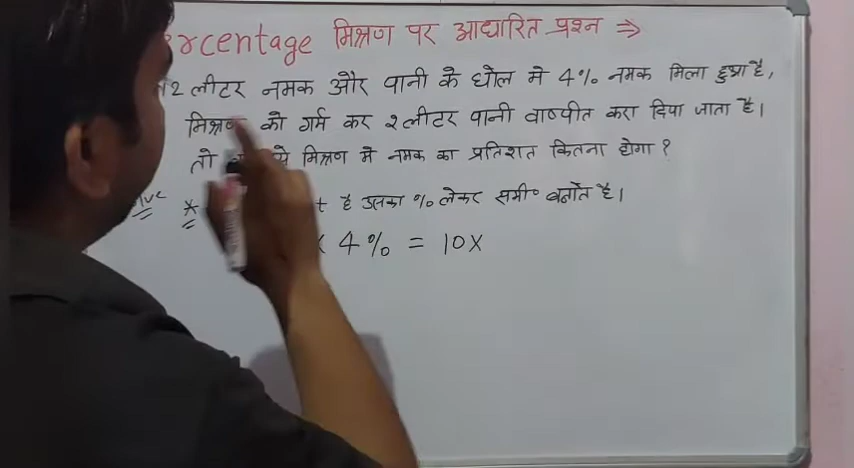 rcentage मिश्रण पर आधारित प्रश्न ⇒
12 लीटर नमक और पानी के घोल मे 4% नमक मिला हुआ है,
मिश्रण को गर्म कर 2 लीटर पानी वाष्पीत करा दिया जाता है।
तो मिश्रण मे नमक का प्रतिशत कितना होगा ?
* t है उसका % लेकर समी॰ बनाते है।
4% = 10x